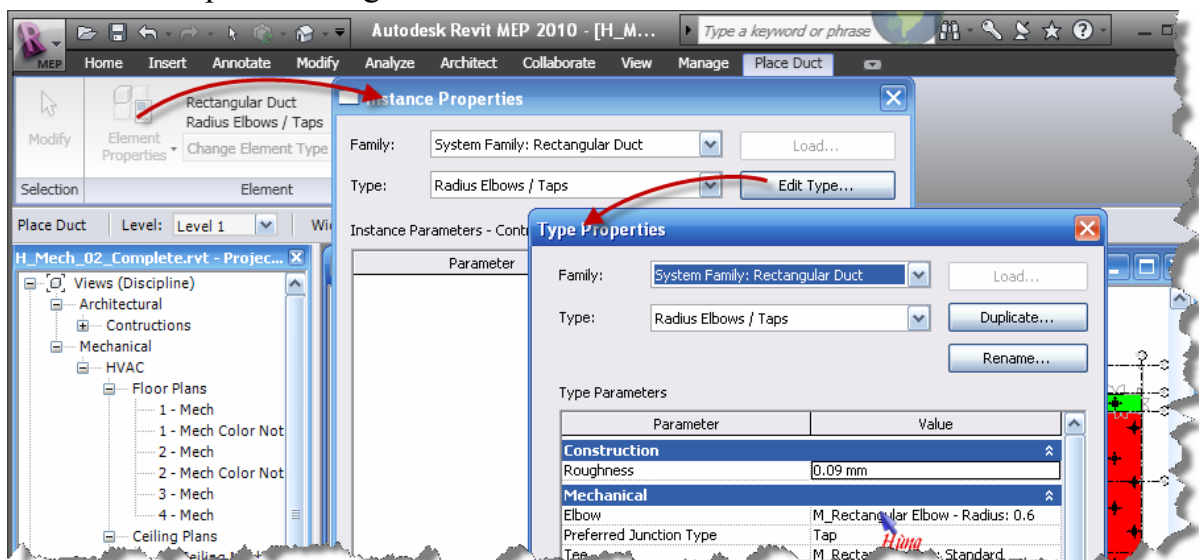 Autodesk Revit MEP 2010 - [H_M...
Type a keyword or phrase
MEP
Home Insert Annotate Modify Analyze Architect Collaborate View Manage Place Duct
Modify
Element Properties
Rectangular Duct
Radius Elbows / Taps
Change Element Type
Selection
Element
Place Duct
Level: Level 1
H_Mech_02_Complete.rvt - Projec...
Views (Discipline)
Architectural
Contructions
Mechanical
HVAC
Floor Plans
1 - Mech
1 - Mech Color Not
2 - Mech
2 - Mech Color Not
3 - Mech
4 - Mech
Ceiling Plans
Instance Properties
Family: System Family: Rectangular Duct Load...
Type: Radius Elbows / Taps Edit Type...
Instance Parameters - Cont
Parameter
Type Properties
Family: System Family: Rectangular Duct Load...
Type: Radius Elbows / Taps Duplicate...
Rename...
Type Parameters
Parameter Value
Construction
Roughness 0.09 mm
Mechanical
Elbow M_Rectangular Elbow - Radius: 0.6
Preferred Junction Type Tap
Hùng
Tee Standard